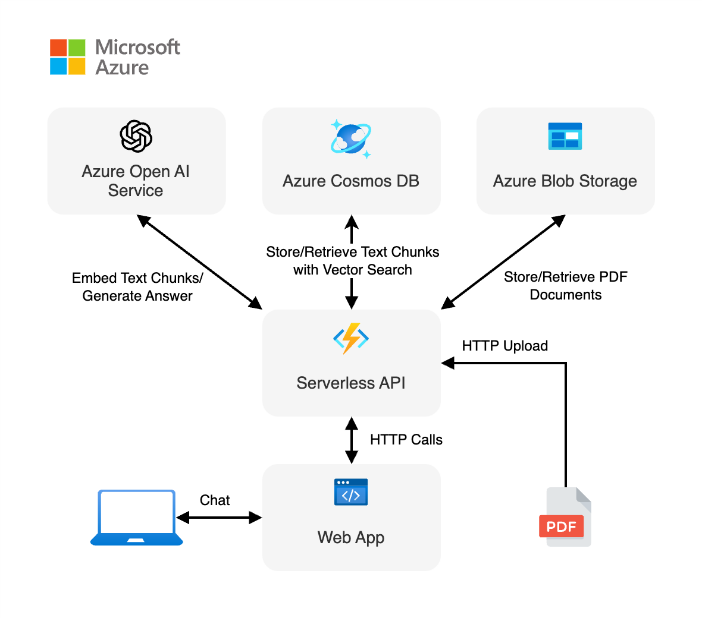 Microsoft
Azure
Azure Open AI
Service
Azure Cosmos DB
Azure Blob Storage
Embed Text Chunks/
Generate Answer
Store/Retrieve Text Chunks
with Vector Search
Store/Retrieve PDF
Documents
Serverless API
HTTP Upload
HTTP Calls
Chat
</>
Web App
PDF